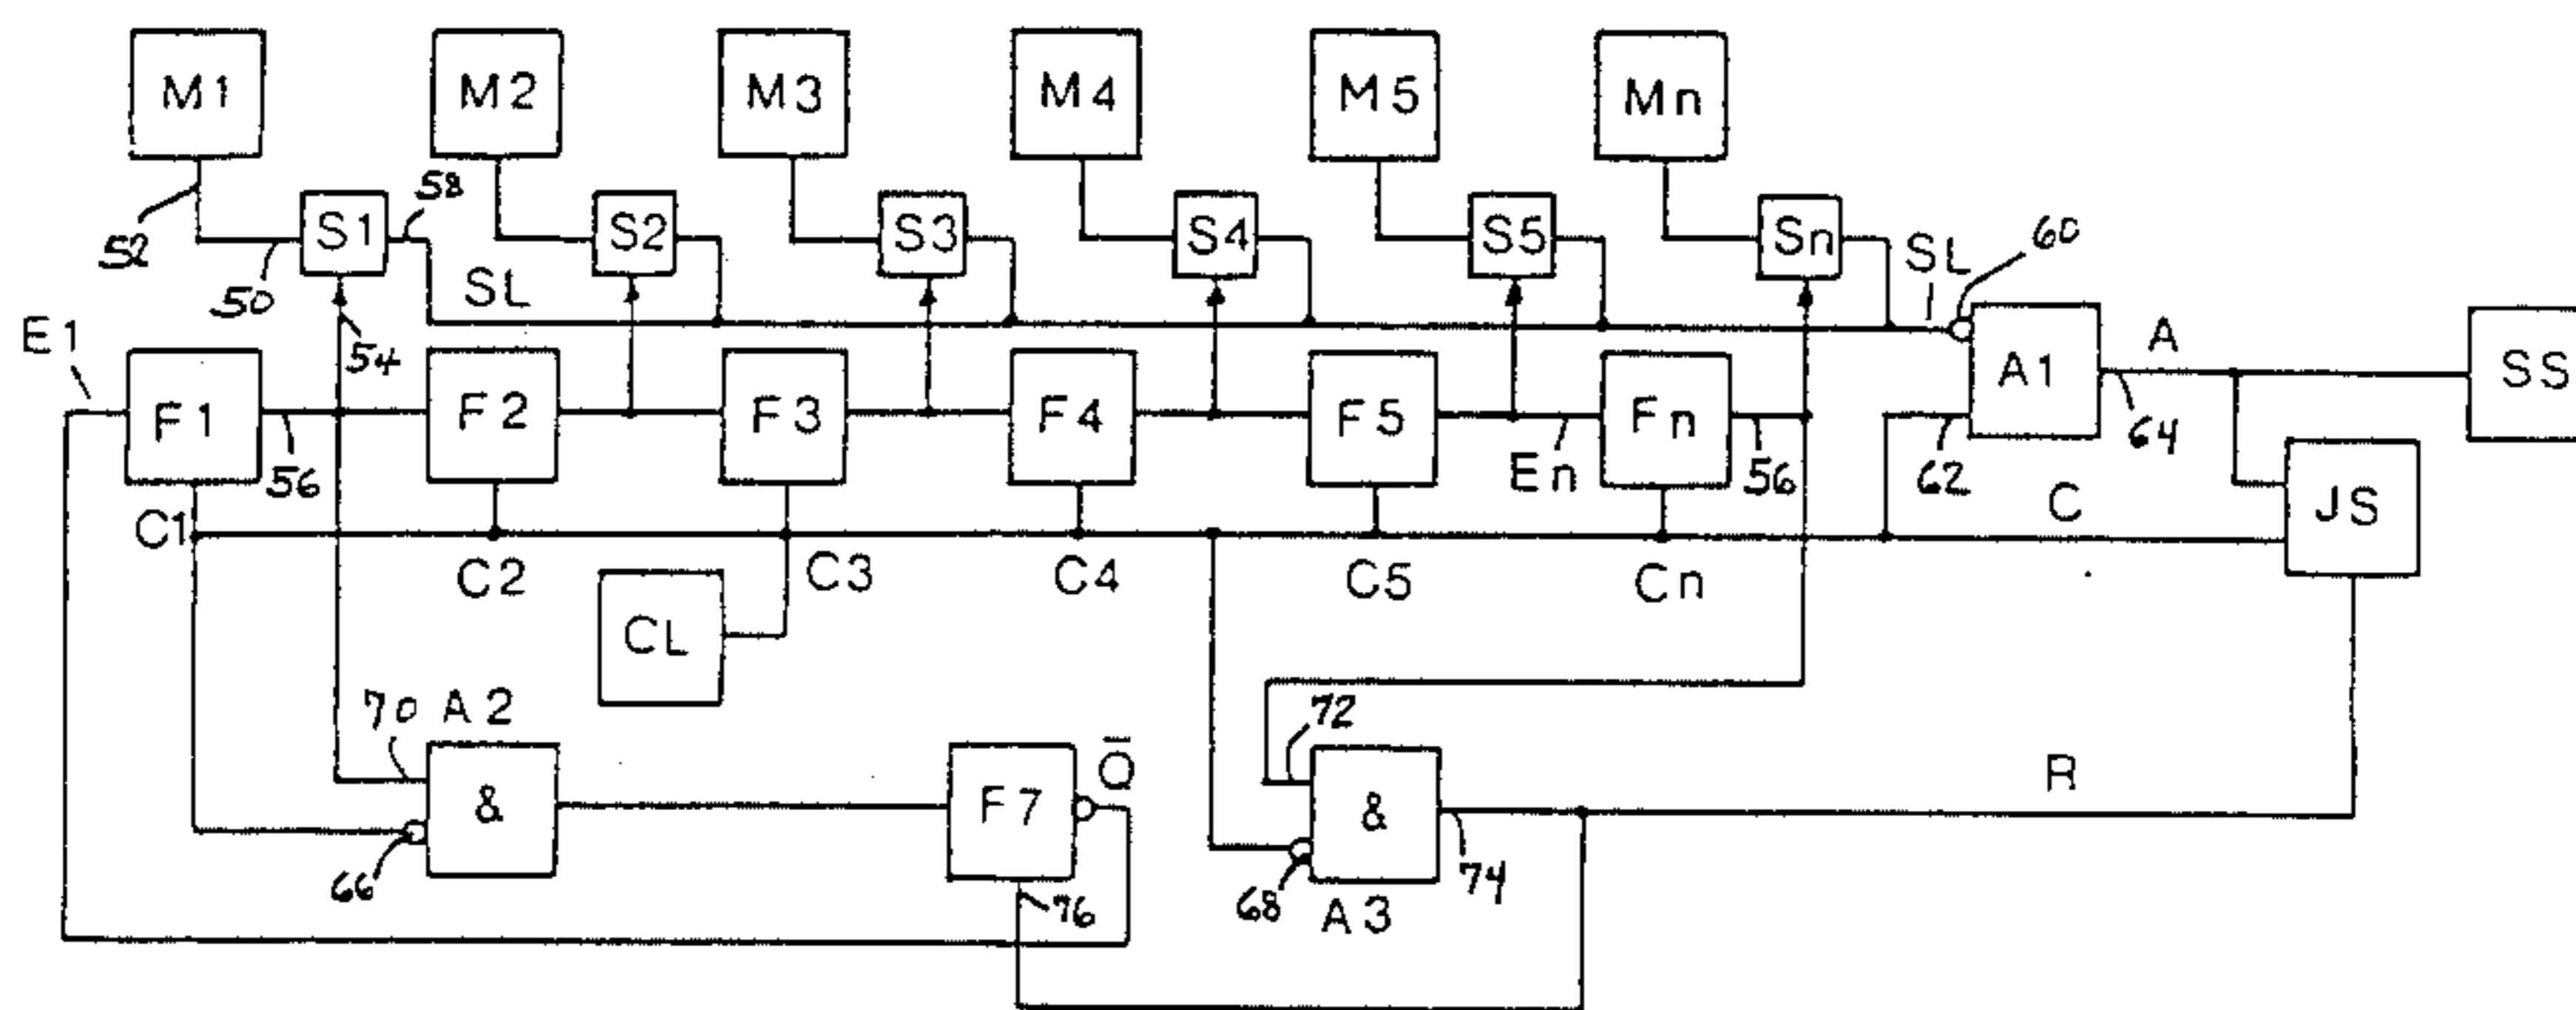 M1 M2 M3 M4 M5 Mn
58
S1 S2 S3 S4 S5 Sn
52 50 SL SL 60
E1 54 A
F1 F2 F3 F4 F5 Fn A1 SS
56 En 56 62 64
C1 C JS
C2 C3 C4 C5 Cn
CL
70 A2 72
& F7 Q̄ & R
66 76 68 A3 74